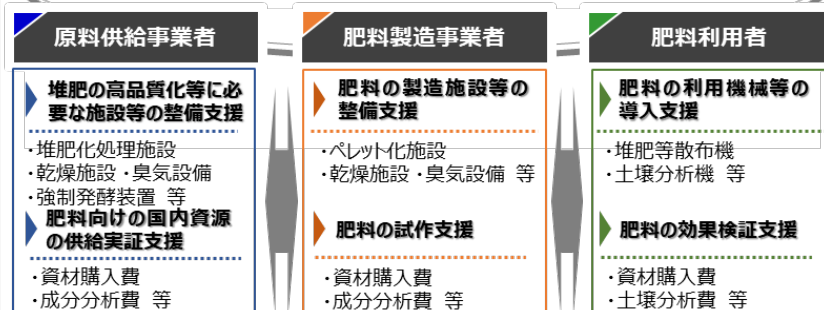 原料供給事業者
堆肥の高品質化等に必
要な施設等の整備支援
・堆肥化処理施設
・乾燥施設・臭気設備
・強制発酵装置 等
肥料向けの国内資源
の供給実証支援
・資材購入費
・成分分析費 等
肥料製造事業者
肥料の製造施設等の
整備支援
・ペレット化施設
・乾燥施設・臭気設備 等
肥料の試作支援
・資材購入費
・成分分析費 等
肥料利用者
肥料の利用機械等の
導入支援
・堆肥等散布機
・土壌分析機 等
肥料の効果検証支援
・資材購入費
・土壌分析費 等